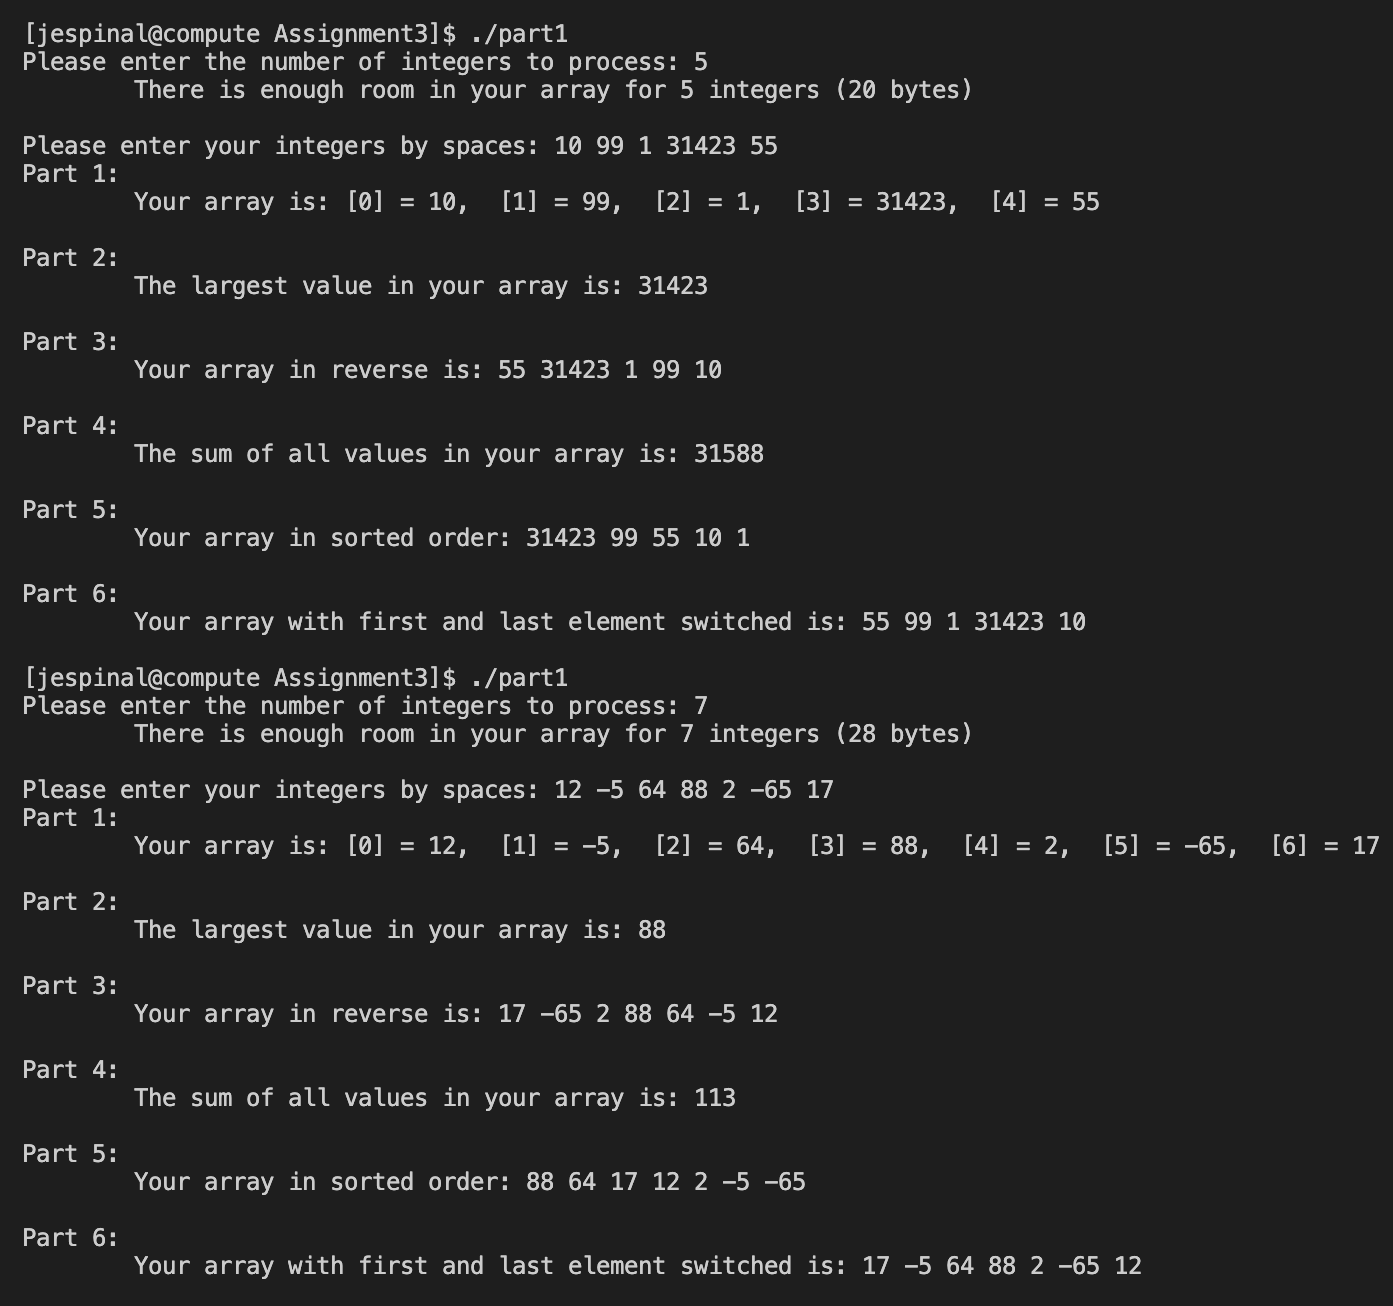 [jespinal@compute Assignment3]$ ./part1
Please enter the number of integers to process: 5
        There is enough room in your array for 5 integers (20 bytes)

Please enter your integers by spaces: 10 99 1 31423 55
Part 1:
        Your array is: [0] = 10,  [1] = 99,  [2] = 1,  [3] = 31423,  [4] = 55

Part 2:
        The largest value in your array is: 31423

Part 3:
        Your array in reverse is: 55 31423 1 99 10

Part 4:
        The sum of all values in your array is: 31588

Part 5:
        Your array in sorted order: 31423 99 55 10 1

Part 6:
        Your array with first and last element switched is: 55 99 1 31423 10

[jespinal@compute Assignment3]$ ./part1
Please enter the number of integers to process: 7
        There is enough room in your array for 7 integers (28 bytes)

Please enter your integers by spaces: 12 -5 64 88 2 -65 17
Part 1:
        Your array is: [0] = 12,  [1] = -5,  [2] = 64,  [3] = 88,  [4] = 2,  [5] = -65,  [6] = 17

Part 2:
        The largest value in your array is: 88

Part 3:
        Your array in reverse is: 17 -65 2 88 64 -5 12

Part 4:
        The sum of all values in your array is: 113

Part 5:
        Your array in sorted order: 88 64 17 12 2 -5 -65

Part 6:
        Your array with first and last element switched is: 17 -5 64 88 2 -65 12